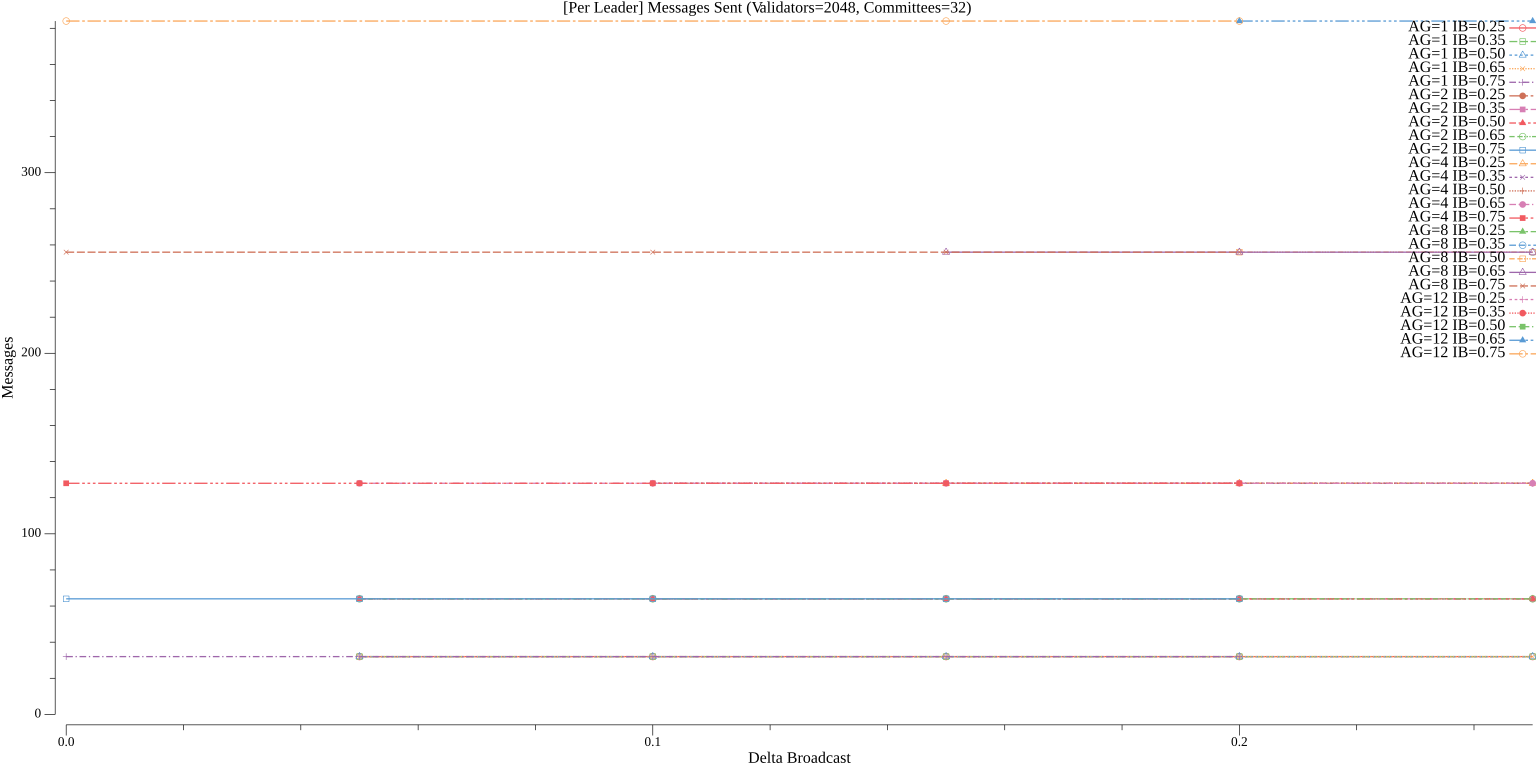 [Per Leader] Messages Sent (Validators=2048, Committees=32)
AG=1 IB=0.25
AG=1 IB=0.35
AG=1 IB=0.50
AG=1 IB=0.65
AG=1 IB=0.75
AG=2 IB=0.25
AG=2 IB=0.35
AG=2 IB=0.50
AG=2 IB=0.65
AG=2 IB=0.75
AG=4 IB=0.25
AG=4 IB=0.35
AG=4 IB=0.50
AG=4 IB=0.65
AG=4 IB=0.75
AG=8 IB=0.25
AG=8 IB=0.35
AG=8 IB=0.50
AG=8 IB=0.65
AG=8 IB=0.75
AG=12 IB=0.25
AG=12 IB=0.35
AG=12 IB=0.50
AG=12 IB=0.65
AG=12 IB=0.75
300
200
100
0
Messages
0.0
0.1
0.2
Delta Broadcast